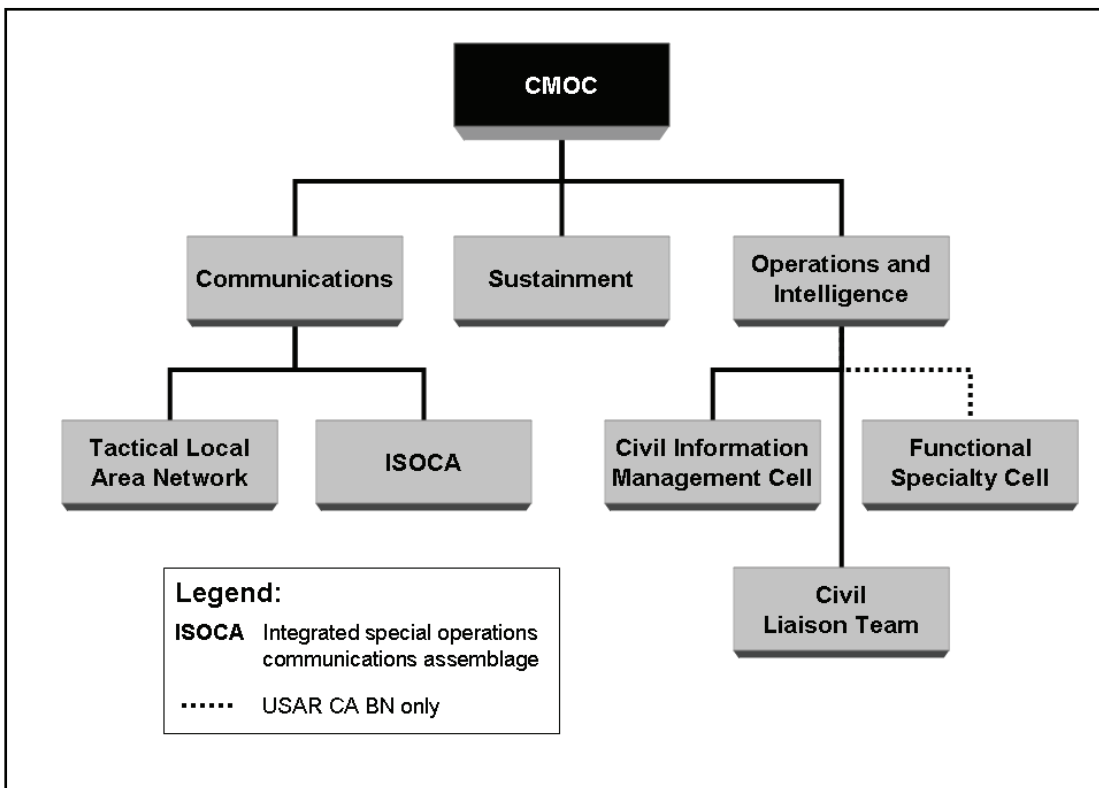 CMOC
Communications
Sustainment
Operations and
Intelligence
Tactical Local
Area Network
ISOCA
Civil Information
Management Cell
Functional
Specialty Cell
Civil
Liaison Team
Legend:
ISOCA Integrated special operations
communications assemblage
USAR CA BN only